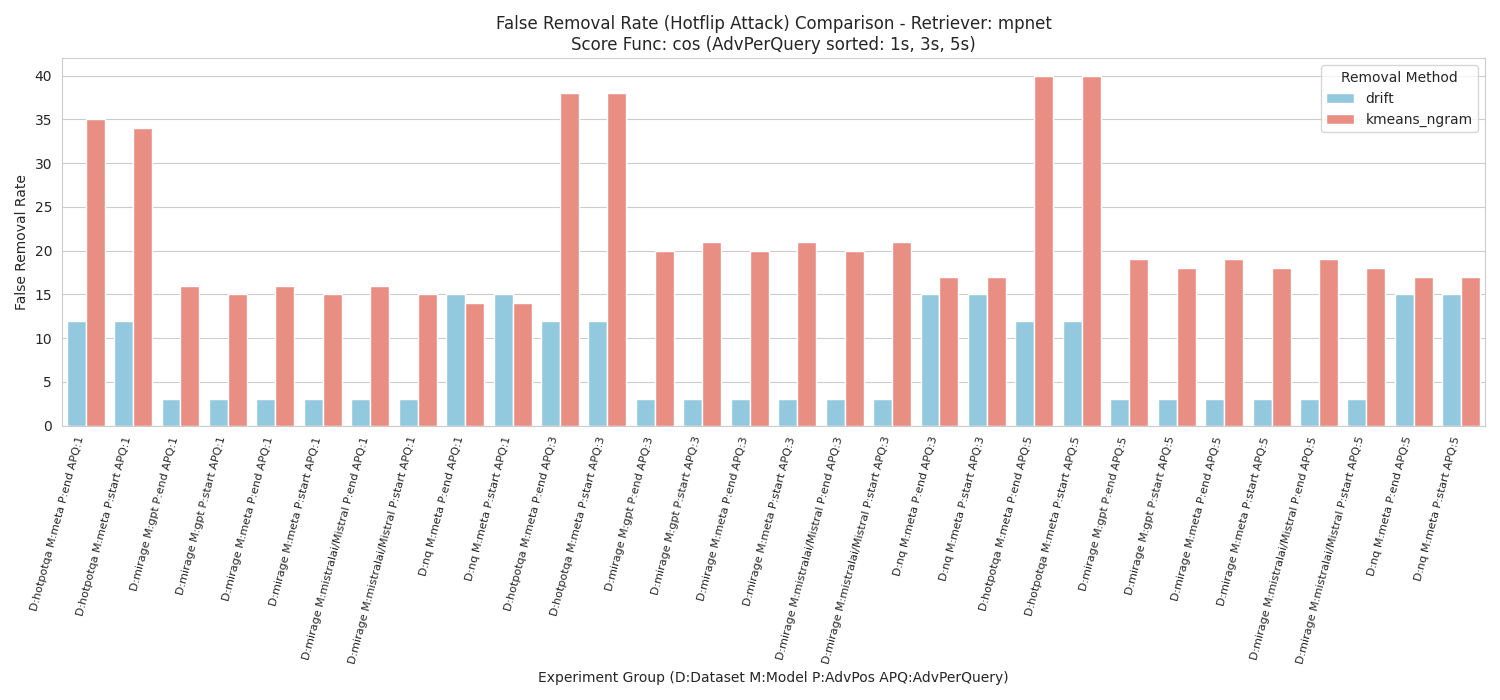 False Removal Rate (Hotflip Attack) Comparison - Retriever: mpnet
Score Func: cos (AdvPerQuery sorted: 1s, 3s, 5s)
Removal Method
drift
kmeans_ngram
False Removal Rate
40
35
30
25
20
15
10
5
0
D:hotpotqa M:meta P:end APQ:1
D:hotpotqa M:meta P:start APQ:1
D:mirage M:gpt P:end APQ:1
D:mirage M:gpt P:start APQ:1
D:mirage M:meta P:end APQ:1
D:mirage M:meta P:start APQ:1
D:mirage M:mistralai/Mistral P:end APQ:1
D:mirage M:mistralai/Mistral P:start APQ:1
D:nq M:meta P:end APQ:1
D:nq M:meta P:start APQ:1
D:hotpotqa M:meta P:end APQ:3
D:hotpotqa M:meta P:start APQ:3
D:mirage M:gpt P:end APQ:3
D:mirage M:gpt P:start APQ:3
D:mirage M:meta P:end APQ:3
D:mirage M:meta P:start APQ:3
D:mirage M:mistralai/Mistral P:end APQ:3
D:mirage M:mistralai/Mistral P:start APQ:3
D:nq M:meta P:end APQ:3
D:nq M:meta P:start APQ:3
D:hotpotqa M:meta P:end APQ:5
D:hotpotqa M:meta P:start APQ:5
D:mirage M:gpt P:end APQ:5
D:mirage M:gpt P:start APQ:5
D:mirage M:meta P:end APQ:5
D:mirage M:meta P:start APQ:5
D:mirage M:mistralai/Mistral P:end APQ:5
D:mirage M:mistralai/Mistral P:start APQ:5
D:nq M:meta P:end APQ:5
D:nq M:meta P:start APQ:5
Experiment Group (D:Dataset M:Model P:AdvPos APQ:AdvPerQuery)